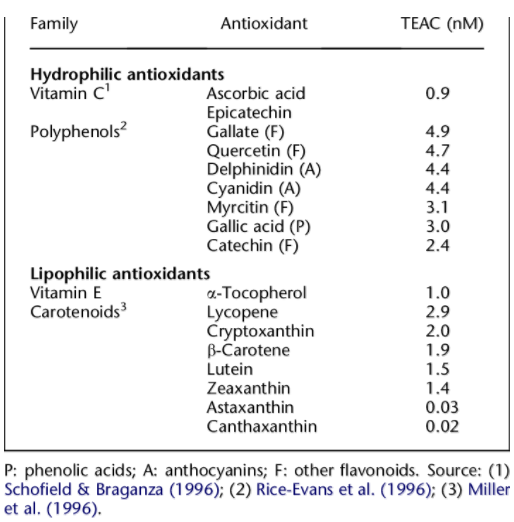 Family Antioxidant TEAC (nM)
Hydrophilic antioxidants
Vitamin C1 Ascorbic acid 0.9
Epicatechin
Polyphenols2 Gallate (F) 4.9
Quercetin (F) 4.7
Delphinidin (A) 4.4
Cyanidin (A) 4.4
Myrcitin (F) 3.1
Gallic acid (P) 3.0
Catechin (F) 2.4
Lipophilic antioxidants
Vitamin E α-Tocopherol 1.0
Carotenoids3 Lycopene 2.9
Cryptoxanthin 2.0
β-Carotene 1.9
Lutein 1.5
Zeaxanthin 1.4
Astaxanthin 0.03
Canthaxanthin 0.02
P: phenolic acids; A: anthocyanins; F: other flavonoids. Source: (1)
Schofield & Braganza (1996); (2) Rice-Evans et al. (1996); (3) Miller
et al. (1996).